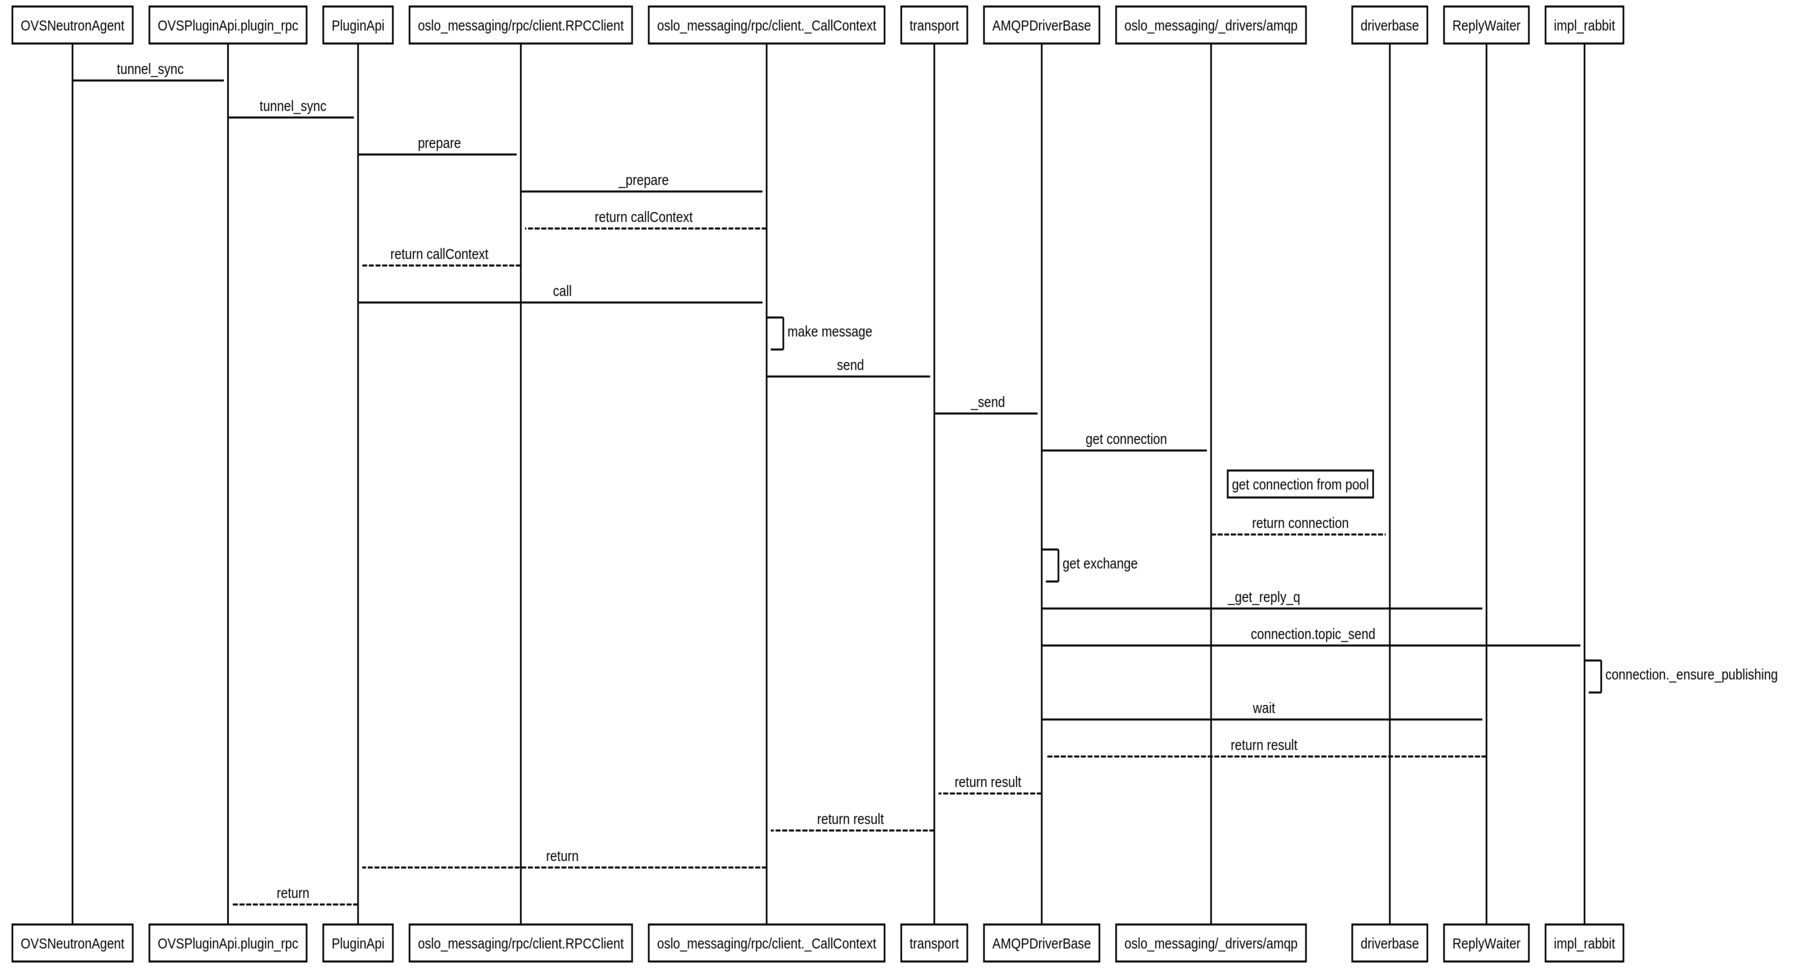 OVSNeutronAgent
OVSPluginApi.plugin_rpc
PluginApi
oslo_messaging/rpc/client.RPCClient
oslo_messaging/rpc/client._CallContext
transport
AMQPDriverBase
oslo_messaging/_drivers/amqp
driverbase
ReplyWaiter
impl_rabbit
tunnel_sync
tunnel_sync
prepare
_prepare
return callContext
return callContext
call
make message
send
_send
get connection
get connection from pool
return connection
get exchange
_get_reply_q
connection.topic_send
connection._ensure_publishing
wait
return result
return result
return result
return
return
OVSNeutronAgent
OVSPluginApi.plugin_rpc
PluginApi
oslo_messaging/rpc/client.RPCClient
oslo_messaging/rpc/client._CallContext
transport
AMQPDriverBase
oslo_messaging/_drivers/amqp
driverbase
ReplyWaiter
impl_rabbit